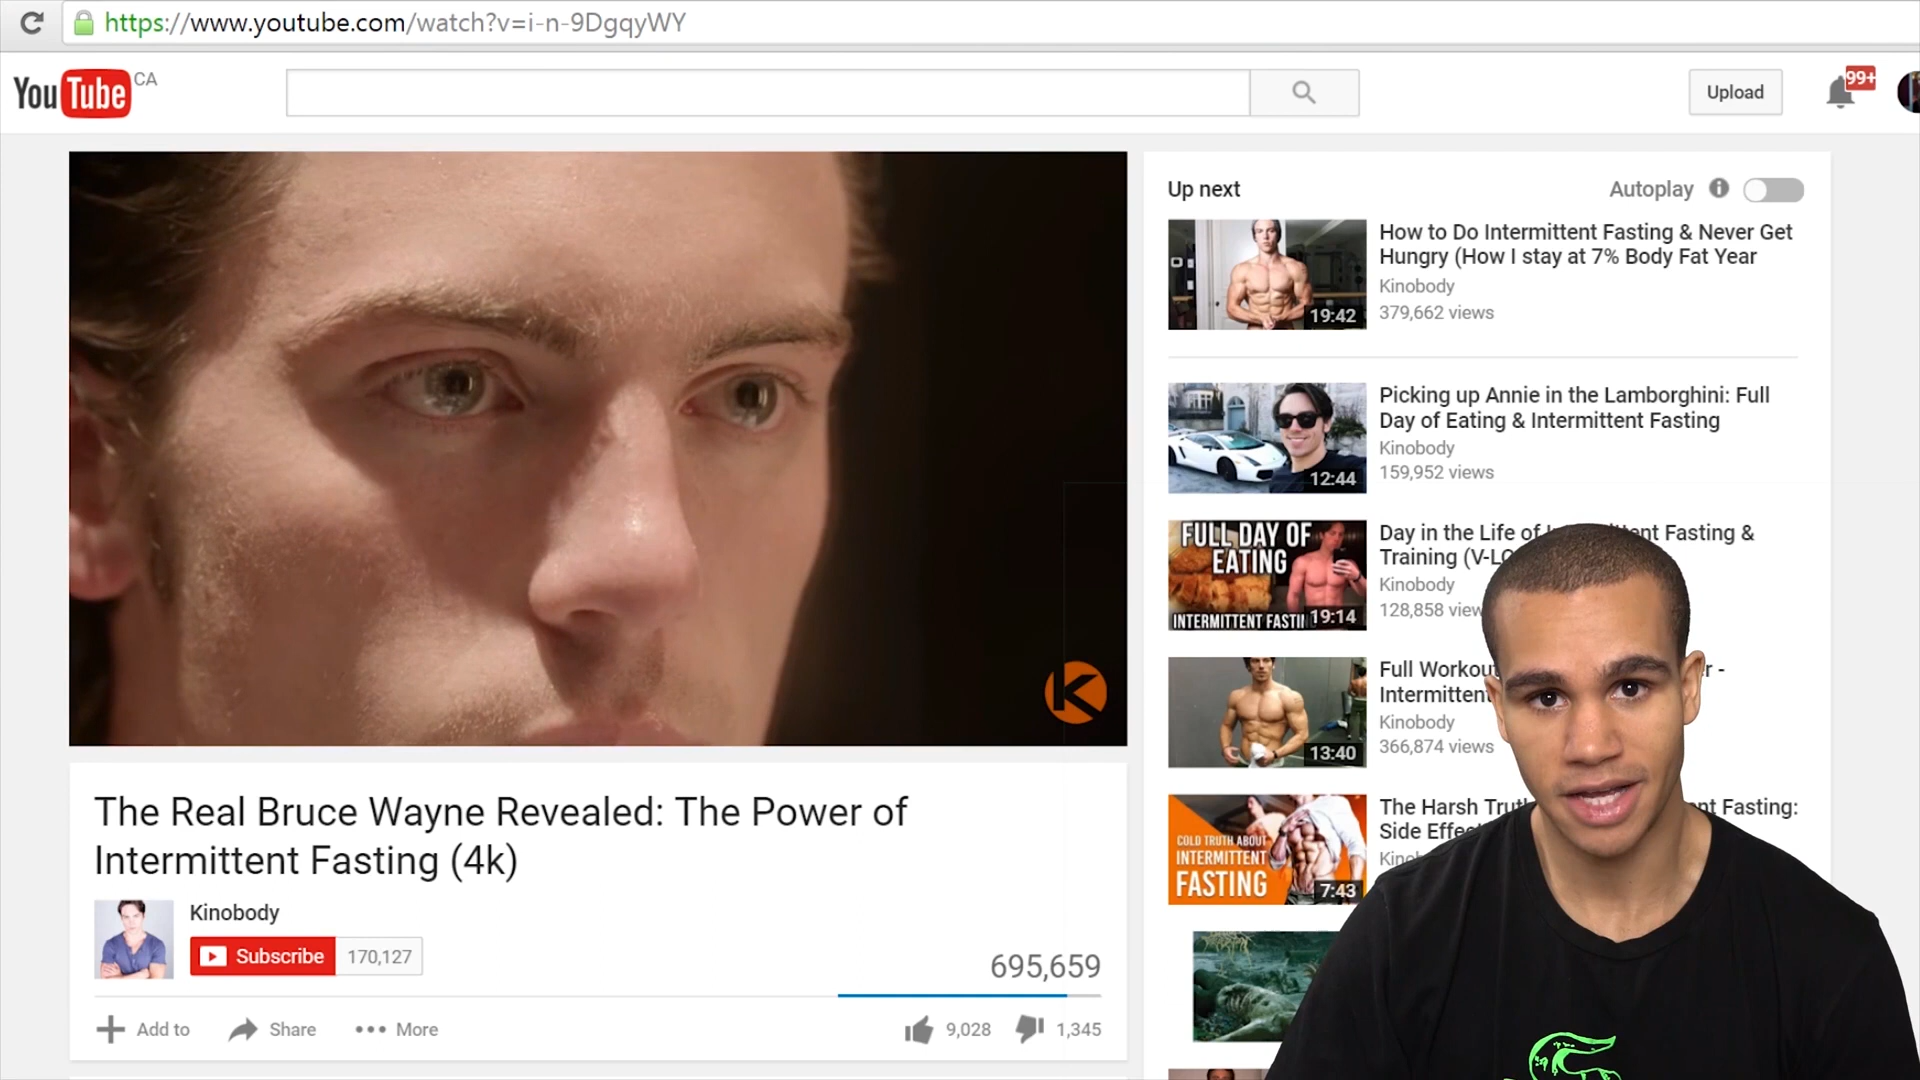 https://www.youtube.com/watch?v=i-n-9DgqyWY
YouTube CA
Upload
99+
Up next
Autoplay
How to Do Intermittent Fasting & Never Get
Hungry (How I stay at 7% Body Fat Year
Kinobody
379,662 views
19:42
Picking up Annie in the Lamborghini: Full
Day of Eating & Intermittent Fasting
Kinobody
159,952 views
12:44
FULL DAY OF
EATING
INTERMITTENT
19:14
Day in the Life of Fasting &
Training
Kinobody
128,858
Full
Intermittent
Kinobody
366,874 views
13:40
COLD TRUTH ABOUT
INTERMITTENT
FASTING
7:43
The Harsh Fasting:
Side
K
The Real Bruce Wayne Revealed: The Power of
Intermittent Fasting (4k)
Kinobody
Subscribe 170,127
695,659
Add to Share More 9,028 1,345